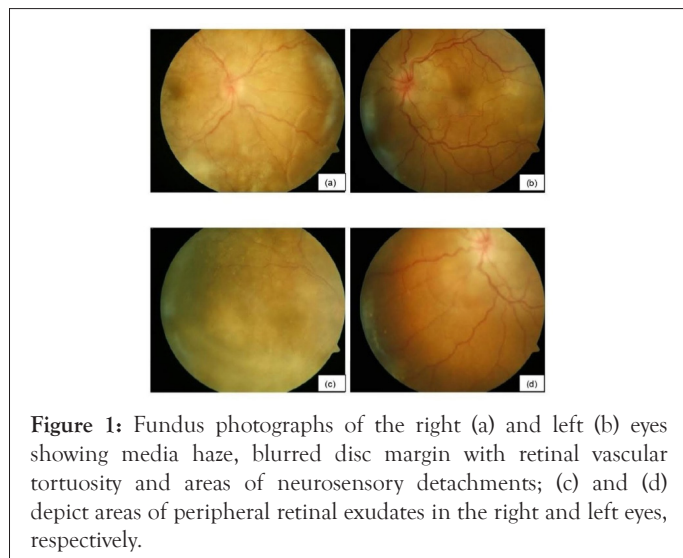 (a)
(b)
(c)
(d)
Figure 1: Fundus photographs of the right (a) and left (b) eyes
showing media haze, blurred disc margin with retinal vascular
tortuosity and areas of neurosensory detachments; (c) and (d)
depict areas of peripheral retinal exudates in the right and left eyes,
respectively.